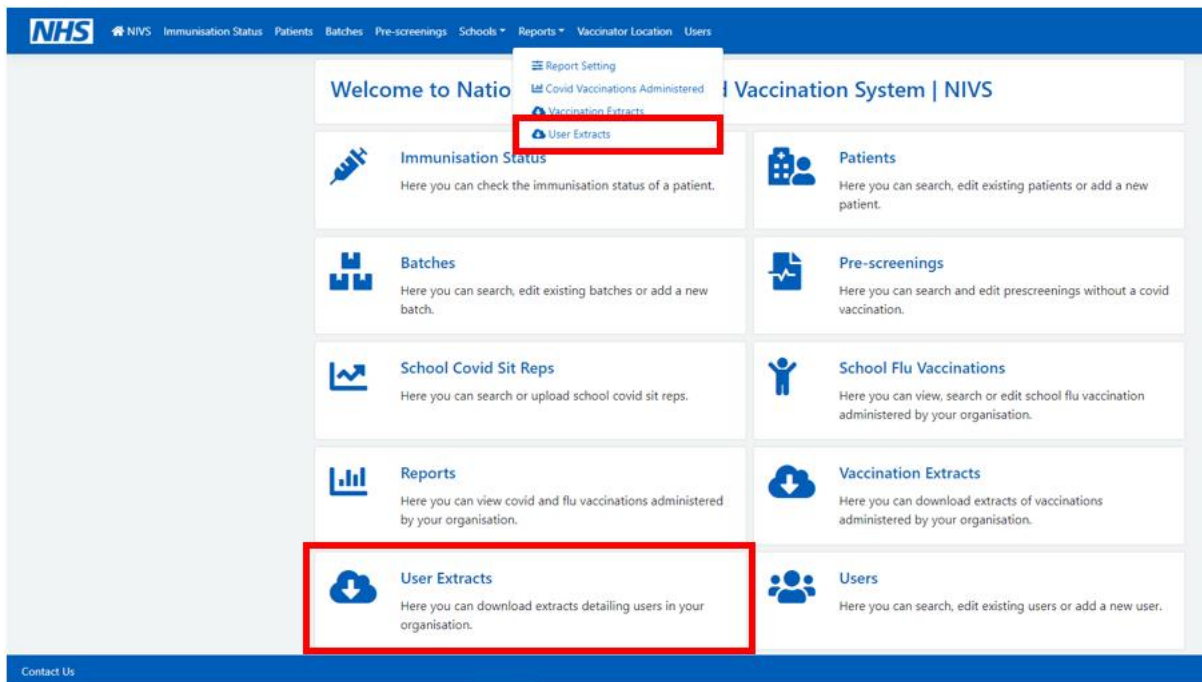 NHS NIVS Immunisation Status Patients Batches Pre-screenings Schools Reports Vaccinator Location Users
Report Setting
Covid Vaccinations Administered
Vaccination Extracts
User Extracts
Welcome to Natio Vaccination System | NIVS
Immunisation Status
Here you can check the immunisation status of a patient.
Patients
Here you can search, edit existing patients or add a new
patient.
Batches
Here you can search, edit existing batches or add a new
batch.
Pre-screenings
Here you can search and edit prescreenings without a covid
vaccination.
School Covid Sit Reps
Here you can search or upload school covid sit reps.
School Flu Vaccinations
Here you can view, search or edit school flu vaccination
administered by your organisation.
Reports
Here you can view covid and flu vaccinations administered
by your organisation.
Vaccination Extracts
Here you can download extracts of vaccinations
administered by your organisation.
User Extracts
Here you can download extracts detailing users in your
organisation.
Users
Here you can search, edit existing users or add a new user.
Contact Us